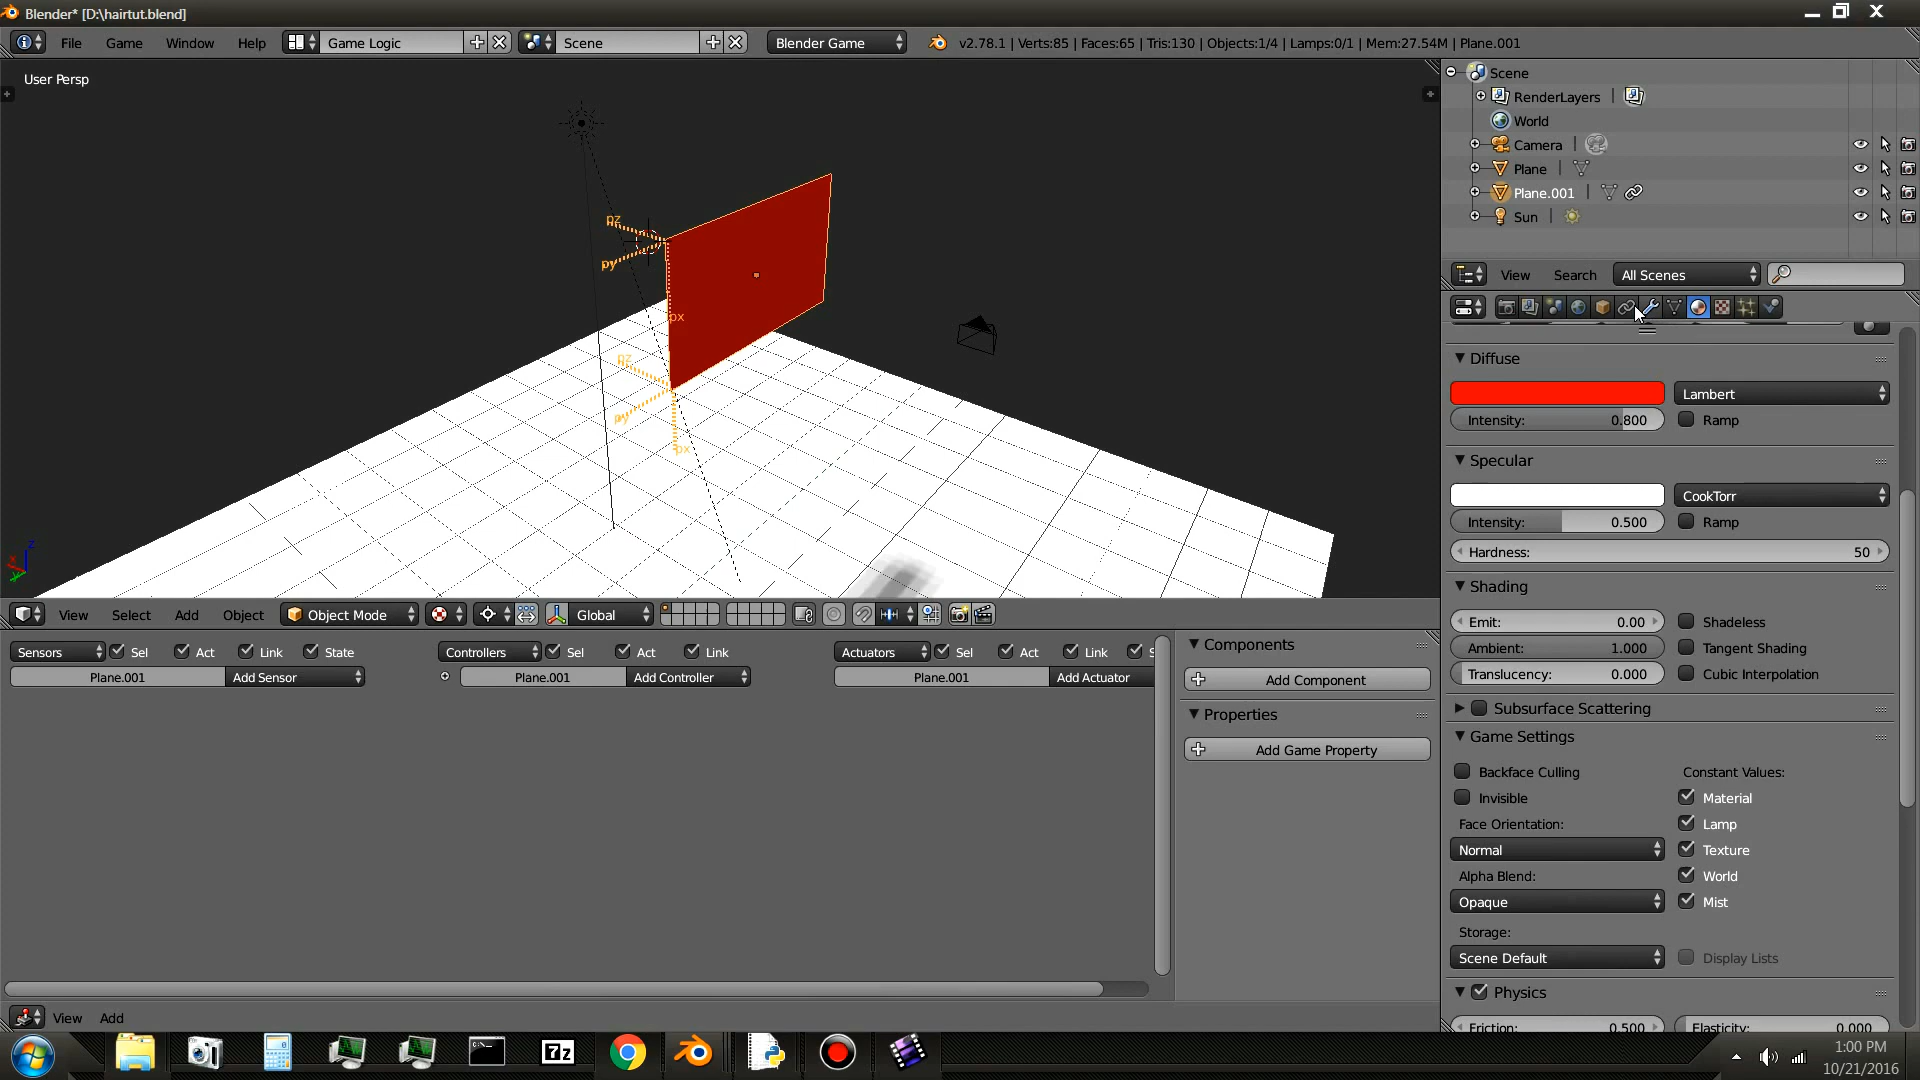 Blender* [D:\hairtut.blend]
File Game Window Help Game Logic Scene Blender Game v2.78.1 | Verts:85 | Faces:65 | Tris:130 | Objects:1/4 | Lamps:0/1 | Mem:27.54M | Plane.001
User Persp
pz
py
px
pz
py
px
z
x
y
View Select Add Object Object Mode Global
Sensors Sel Act Link State Controllers Sel Act Link Actuators Sel Act Link S
Plane.001 Add Sensor Plane.001 Add Controller Plane.001 Add Actuator
Components
Add Component
Properties
Add Game Property
View Add
Scene
RenderLayers
World
Camera
Plane
Plane.001
Sun
View Search All Scenes
Diffuse
Lambert
Intensity: 0.800 Ramp
Specular
CookTorr
Intensity: 0.500 Ramp
Hardness: 50
Shading
Emit: 0.00 Shadeless
Ambient: 1.000 Tangent Shading
Translucency: 0.000 Cubic Interpolation
Subsurface Scattering
Game Settings
Backface Culling Constant Values:
Invisible Material
Face Orientation: Lamp
Normal Texture
Alpha Blend: World
Opaque Mist
Storage:
Scene Default Display Lists
Physics
Friction: 0.500 Elasticity: 0.000
7z
1:00 PM
10/21/2016